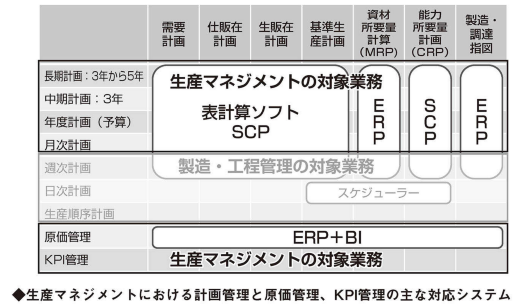 需要
計画
仕販在
計画
生販在
計画
基準生
産計画
資材
所要量
計算
(MRP)
能力
所要量
計画
(CRP)
製造・
調達
指図
長期計画：3年から5年
中期計画：3年
年度計画（予算）
月次計画
週次計画
日次計画
生産順序計画
原価管理
KPI管理
生産マネジメントの対象業務
表計算ソフト
SCP
ERP
SCP
ERP
製造・工程管理の対象業務
スケジューラー
ERP＋BI
生産マネジメントの対象業務
◆生産マネジメントにおける計画管理と原価管理、KPI管理の主な対応システム